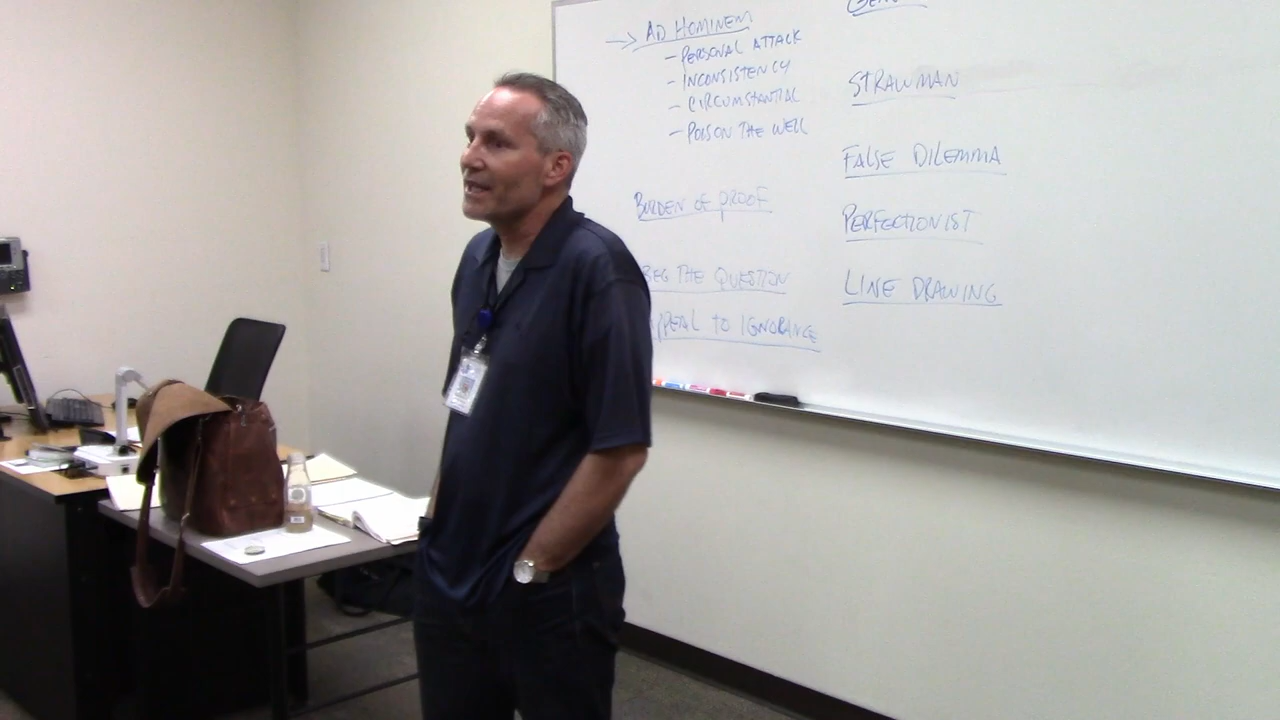 AD HOMINEM
- PERSONAL ATTACK
- INCONSISTENCY
- CIRCUMSTANTIAL
- POISON THE WELL
BURDEN OF PROOF
BEG THE QUESTION
APPEAL TO IGNORANCE
STRAWMAN
FALSE DILEMMA
PERFECTIONIST
LINE DRAWING